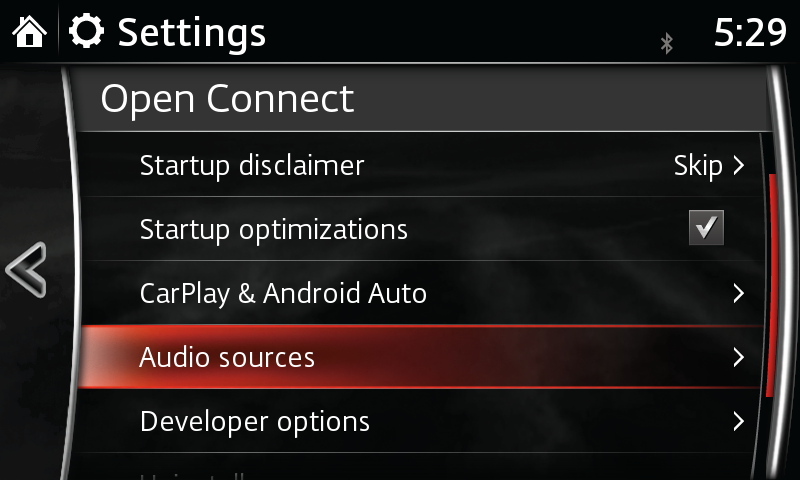 Settings
5:29
Open Connect
Startup disclaimer Skip
Startup optimizations
CarPlay & Android Auto
Audio sources
Developer options